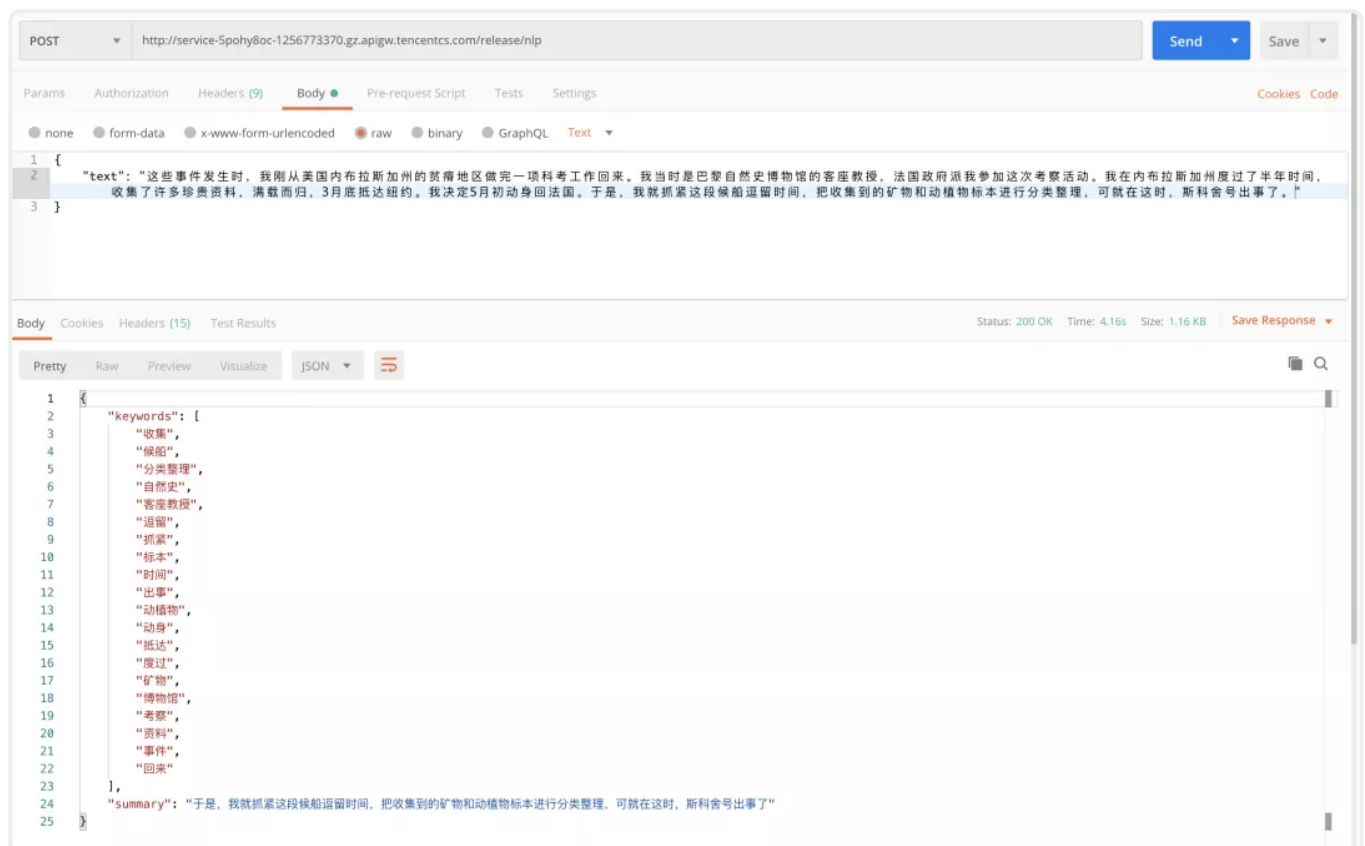 POST http://service-5pohy8oc-1256773370.gz.apigw.tencentcs.com/release/nlp Send Save
Params Authorization Headers (9) Body Pre-request Script Tests Settings Cookies Code
none form-data x-www-form-urlencoded raw binary GraphQL Text
1 {
2 "text": "这些事件发生时，我刚从美国内布拉斯加州的贫瘠地区做完一项科考工作回来。我当时是巴黎自然史博物馆的客座教授，法国政府派我参加这次考察活动。我在内布拉斯加州度过了半年时间，
收集了许多珍贵资料，满载而归，3月底抵达纽约。我决定5月初动身回法国。于是，我就抓紧这段候船逗留时间，把收集到的矿物和动植物标本进行分类整理，可就在这时，斯科舍号出事了。"
3 }
Body Cookies Headers (15) Test Results Status: 200 OK Time: 4.16s Size: 1.16 KB Save Response
Pretty Raw Preview Visualize JSON
1 {
2 "keywords": [
3 "收集",
4 "候船",
5 "分类整理",
6 "自然史",
7 "客座教授",
8 "逗留",
9 "抓紧",
10 "标本",
11 "时间",
12 "出事",
13 "动植物",
14 "动身",
15 "抵达",
16 "度过",
17 "矿物",
18 "博物馆",
19 "考察",
20 "资料",
21 "事件",
22 "回来"
23 ],
24 "summary": "于是，我就抓紧这段候船逗留时间，把收集到的矿物和动植物标本进行分类整理，可就在这时，斯科舍号出事了"
25 }